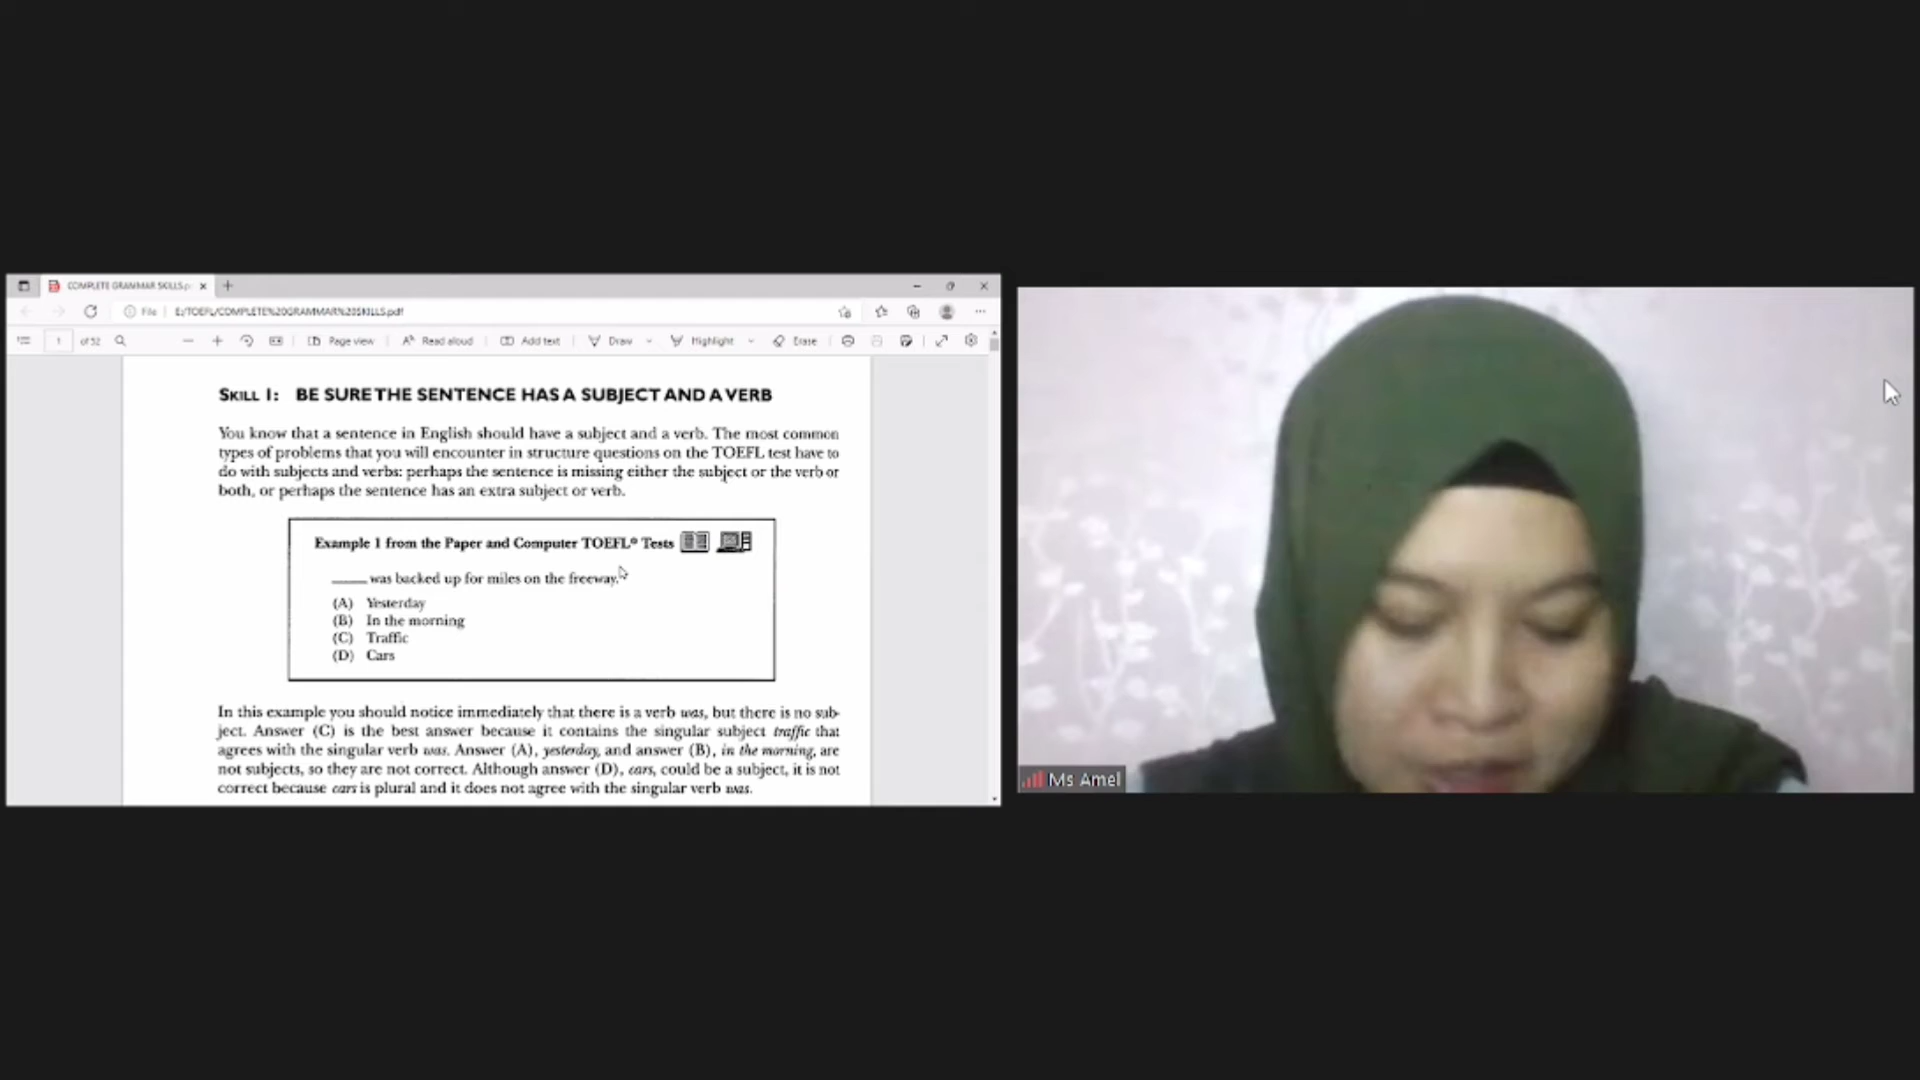 COMPLETE GRAMMAR SKILLS.p
File
E:/TOEFL/COMPLETE%20GRAMMAR%20SKILLS.pdf
1 of 52
Page view
Read aloud
Add text
Draw
Highlight
Erase
SKILL 1: BE SURE THE SENTENCE HAS A SUBJECT AND A VERB
You know that a sentence in English should have a subject and a verb. The most common
types of problems that you will encounter in structure questions on the TOEFL test have to
do with subjects and verbs: perhaps the sentence is missing either the subject or the verb or
both, or perhaps the sentence has an extra subject or verb.
Example 1 from the Paper and Computer TOEFL® Tests
_____ was backed up for miles on the freeway.
(A) Yesterday
(B) In the morning
(C) Traffic
(D) Cars
In this example you should notice immediately that there is a verb was, but there is no sub-
ject. Answer (C) is the best answer because it contains the singular subject traffic that
agrees with the singular verb was. Answer (A), yesterday, and answer (B), in the morning, are
not subjects, so they are not correct. Although answer (D), cars, could be a subject, it is not
correct because cars is plural and it does not agree with the singular verb was.
Ms Amel